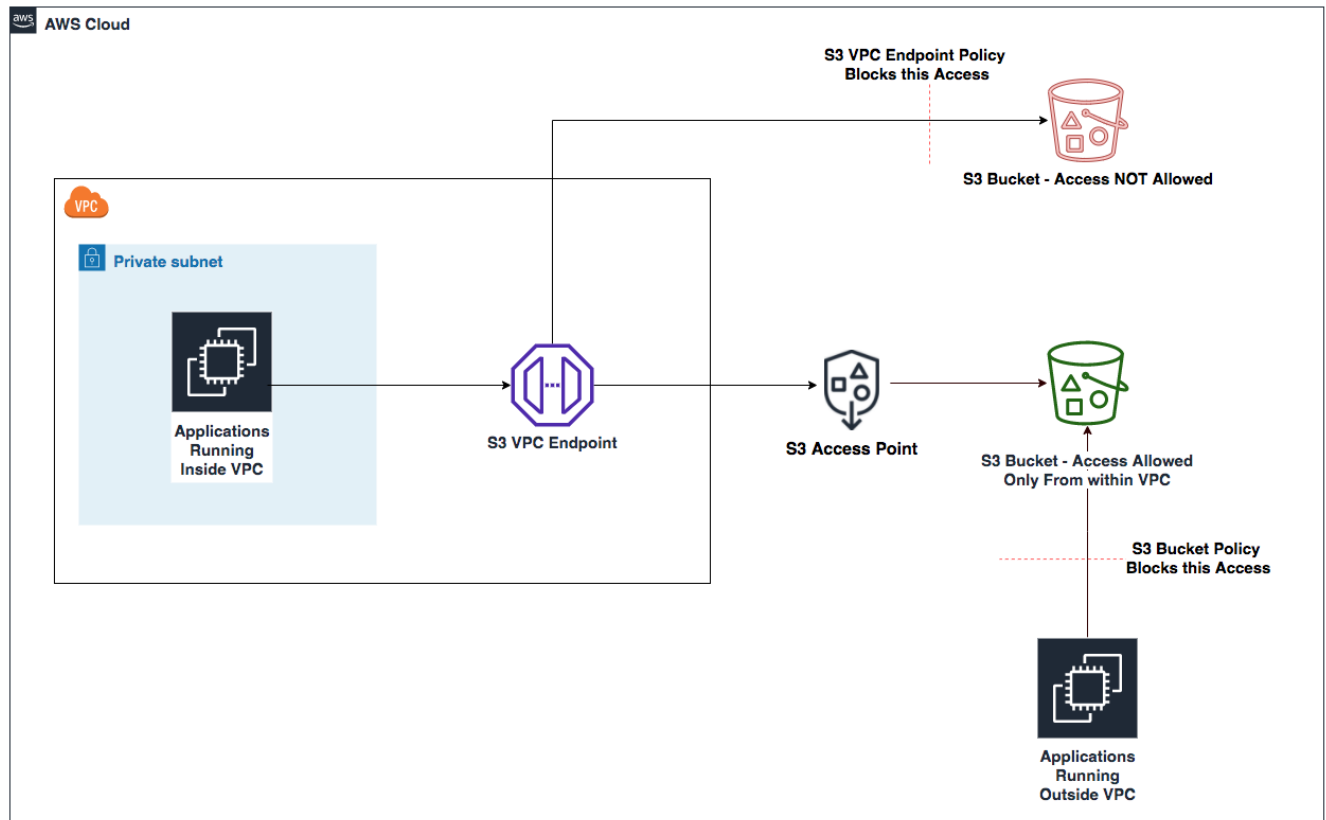 aws
AWS Cloud
S3 VPC Endpoint Policy
Blocks this Access
S3 Bucket - Access NOT Allowed
VPC
Private subnet
Applications
Running
Inside VPC
S3 VPC Endpoint
S3 Access Point
S3 Bucket - Access Allowed
Only From within VPC
S3 Bucket Policy
Blocks this Access
Applications
Running
Outside VPC